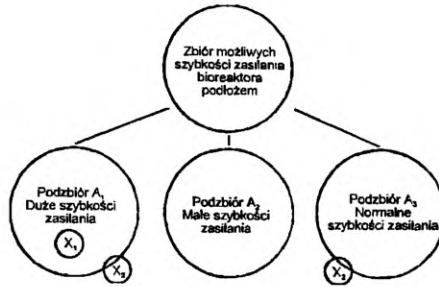 Zbiór możliwych
szybkości zasilania
bioreaktora
podłożem
Podzbiór A₁
Duże szybkości
zasilania
X₁
X₃
Podzbiór A₂
Małe szybkości
zasilania
Podzbiór A₃
Normalne
szybkości zasilania
X₂